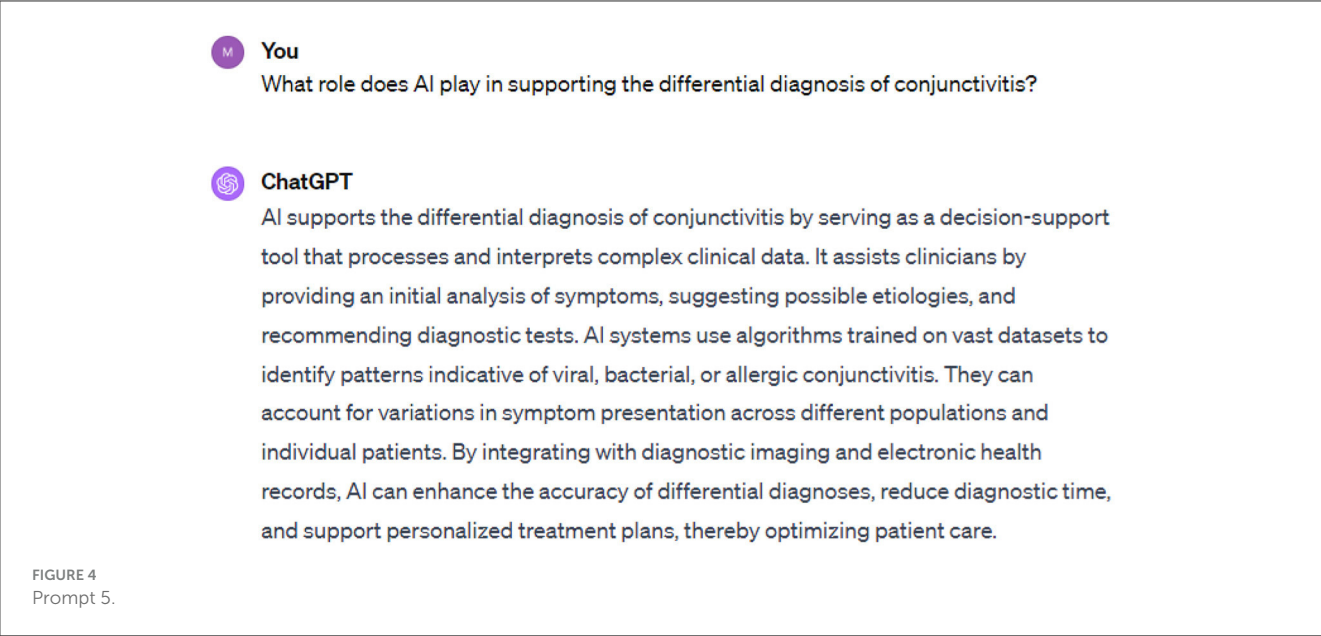 M
You
What role does AI play in supporting the differential diagnosis of conjunctivitis?
ChatGPT
AI supports the differential diagnosis of conjunctivitis by serving as a decision-support
tool that processes and interprets complex clinical data. It assists clinicians by
providing an initial analysis of symptoms, suggesting possible etiologies, and
recommending diagnostic tests. AI systems use algorithms trained on vast datasets to
identify patterns indicative of viral, bacterial, or allergic conjunctivitis. They can
account for variations in symptom presentation across different populations and
individual patients. By integrating with diagnostic imaging and electronic health
records, AI can enhance the accuracy of differential diagnoses, reduce diagnostic time,
and support personalized treatment plans, thereby optimizing patient care.
FIGURE 4
Prompt 5.